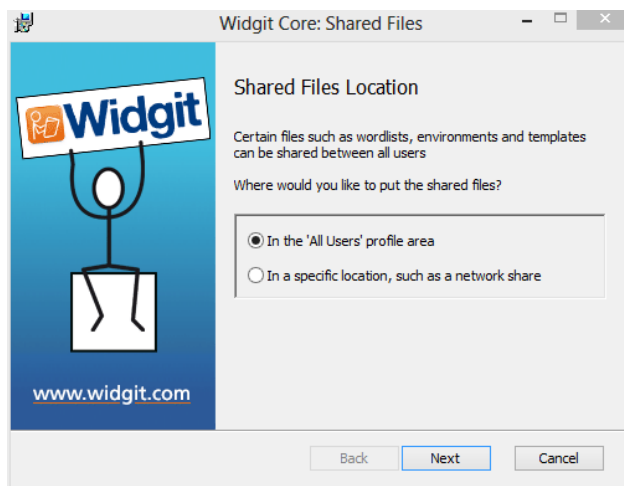 Widgit Core: Shared Files
Widgit
Shared Files Location
Certain files such as wordlists, environments and templates
can be shared between all users
Where would you like to put the shared files?
In the 'All Users' profile area
In a specific location, such as a network share
www.widgit.com
Back Next Cancel